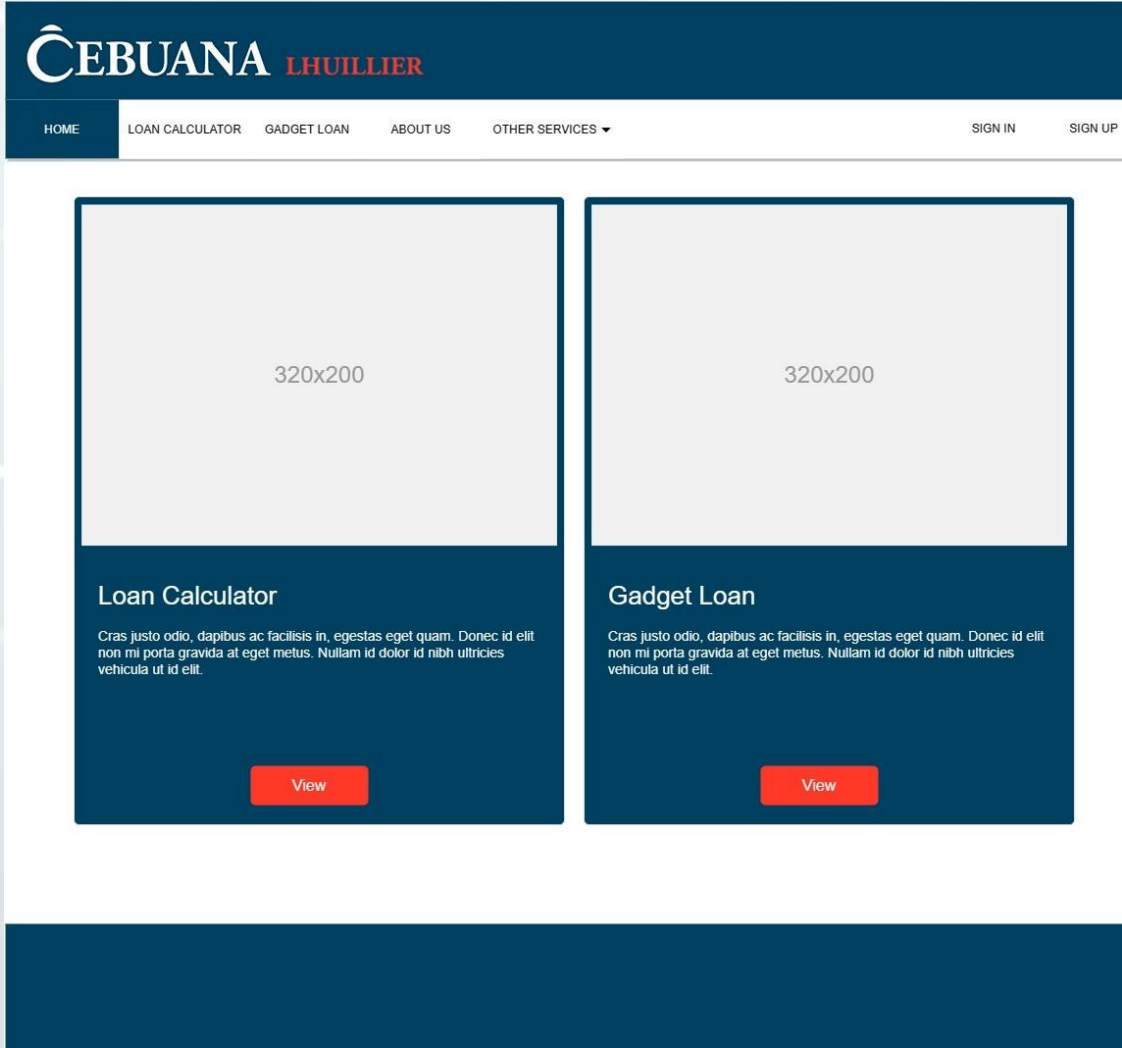 ĈEBUANA LHUILLIER
HOME LOAN CALCULATOR GADGET LOAN ABOUT US OTHER SERVICES SIGN IN SIGN UP
320x200
Loan Calculator
Cras justo odio, dapibus ac facilisis in, egestas eget quam. Donec id elit
non mi porta gravida at eget metus. Nullam id dolor id nibh ultricies
vehicula ut id elit.
View
320x200
Gadget Loan
Cras justo odio, dapibus ac facilisis in, egestas eget quam. Donec id elit
non mi porta gravida at eget metus. Nullam id dolor id nibh ultricies
vehicula ut id elit.
View